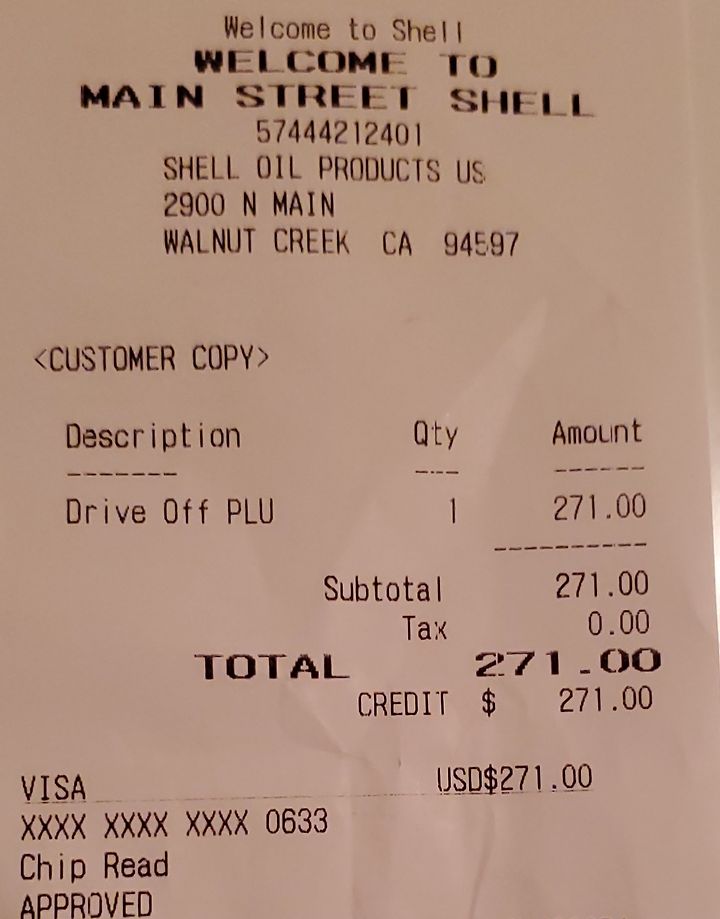 Welcome to Shell
WELCOME TO
MAIN STREET SHELL
57444212401
SHELL OIL PRODUCTS US
2900 N MAIN
WALNUT CREEK CA 94597
<CUSTOMER COPY>
Description Qty Amount
------- ---- ------
Drive Off PLU 1 271.00
----------
Subtotal 271.00
Tax 0.00
TOTAL 271.00
CREDIT $ 271.00
VISA USD$271.00
XXXX XXXX XXXX 0633
Chip Read
APPROVED